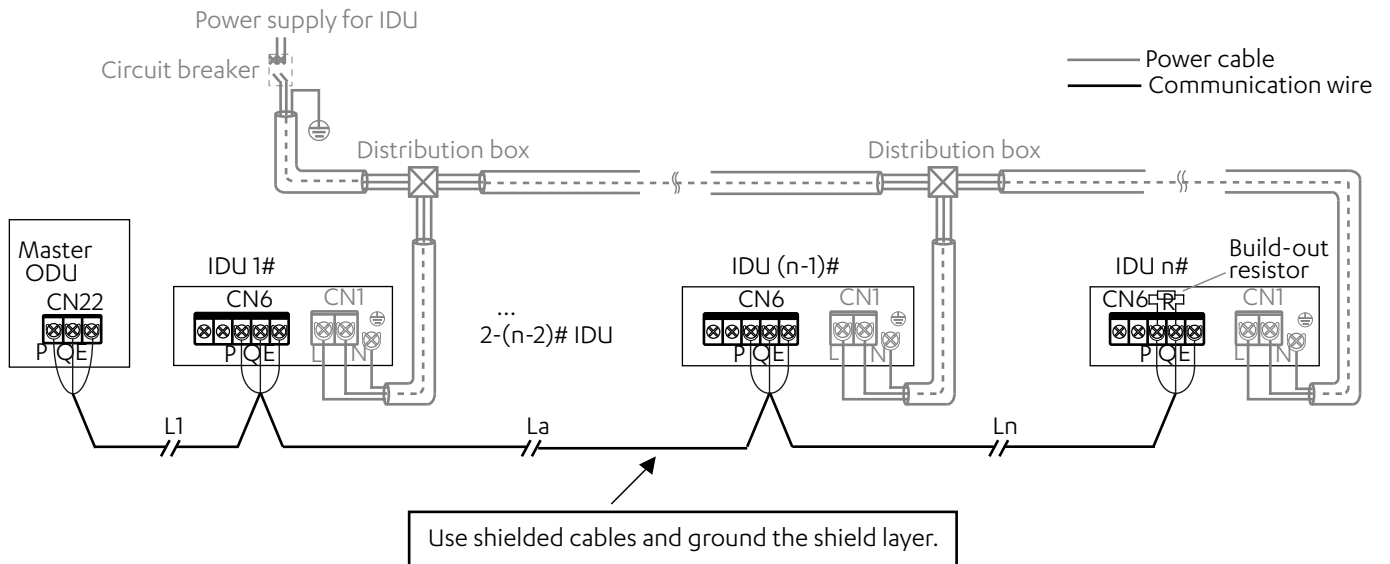 Power supply for IDU
Circuit breaker
Power cable
Communication wire
Distribution box
Distribution box
Master
ODU
CN22
P Q E
IDU 1#
CN6
CN1
P Q E
L N
...
2-(n-2)# IDU
IDU (n-1)#
CN6
CN1
P Q E
L N
IDU n#
Build-out
resistor
CN6
R
CN1
P Q E
L N
L1
La
Ln
Use shielded cables and ground the shield layer.